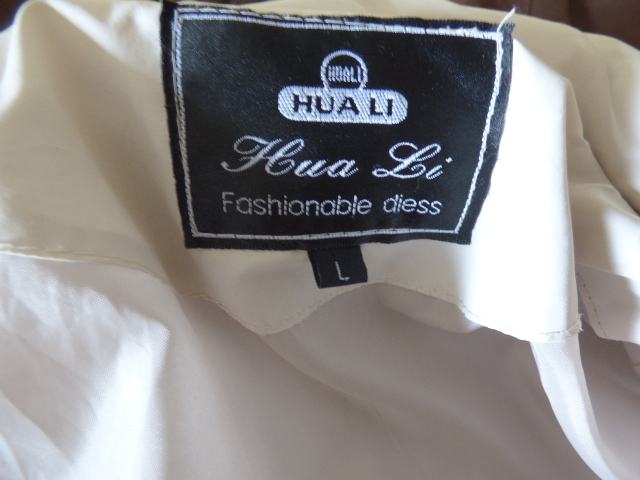 HUALI
HUA LI
Hua Li
Fashionable diess
L